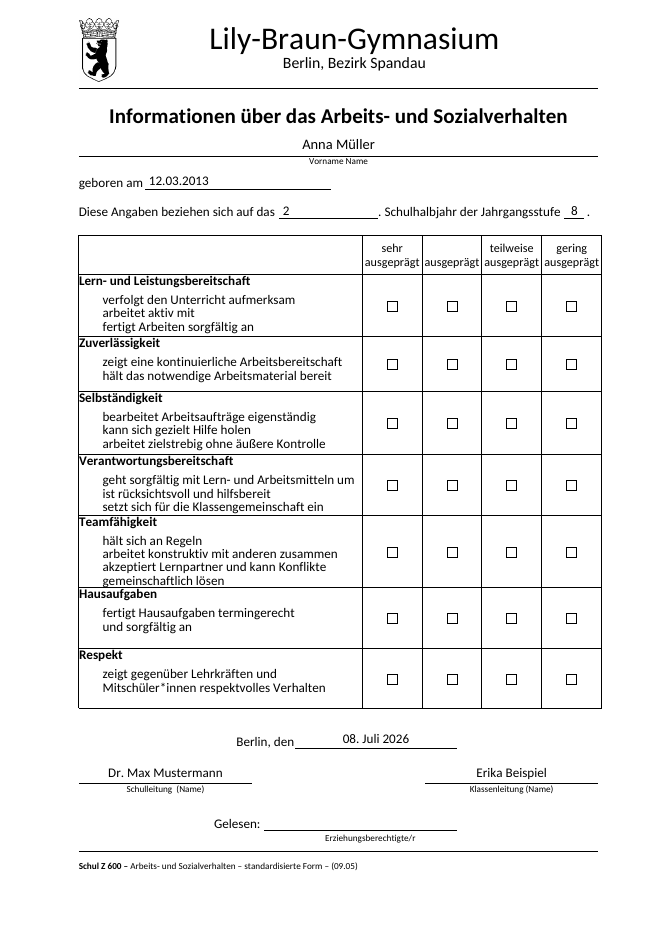 Lily-Braun-Gymnasium
Berlin, Bezirk Spandau
Informationen über das Arbeits- und Sozialverhalten
Anna Müller
Vorname Name
geboren am 12.03.2013
Diese Angaben beziehen sich auf das 2. Schulhalbjahr der Jahrgangsstufe 8 .
sehr ausgeprägt
ausgeprägt
teilweise ausgeprägt
gering ausgeprägt
Lern- und Leistungsbereitschaft
verfolgt den Unterricht aufmerksam
arbeitet aktiv mit
fertigt Arbeiten sorgfältig an
☐ ☐ ☐ ☐
Zuverlässigkeit
zeigt eine kontinuierliche Arbeitsbereitschaft
hält das notwendige Arbeitsmaterial bereit
☐ ☐ ☐ ☐
Selbständigkeit
bearbeitet Arbeitsaufträge eigenständig
kann sich gezielt Hilfe holen
arbeitet zielstrebig ohne äußere Kontrolle
☐ ☐ ☐ ☐
Verantwortungsbereitschaft
geht sorgfältig mit Lern- und Arbeitsmitteln um
ist rücksichtsvoll und hilfsbereit
setzt sich für die Klassengemeinschaft ein
☐ ☐ ☐ ☐
Teamfähigkeit
hält sich an Regeln
arbeitet konstruktiv mit anderen zusammen
akzeptiert Lernpartner und kann Konflikte
gemeinschaftlich lösen
☐ ☐ ☐ ☐
Hausaufgaben
fertigt Hausaufgaben termingerecht
und sorgfältig an
☐ ☐ ☐ ☐
Respekt
zeigt gegenüber Lehrkräften und
Mitschüler*innen respektvolles Verhalten
☐ ☐ ☐ ☐
Berlin, den 08. Juli 2026
Dr. Max Mustermann
Schulleitung (Name)
Erika Beispiel
Klassenleitung (Name)
Gelesen:
Erziehungsberechtigte/r
Schul Z 600 – Arbeits- und Sozialverhalten – standardisierte Form – (09.05)